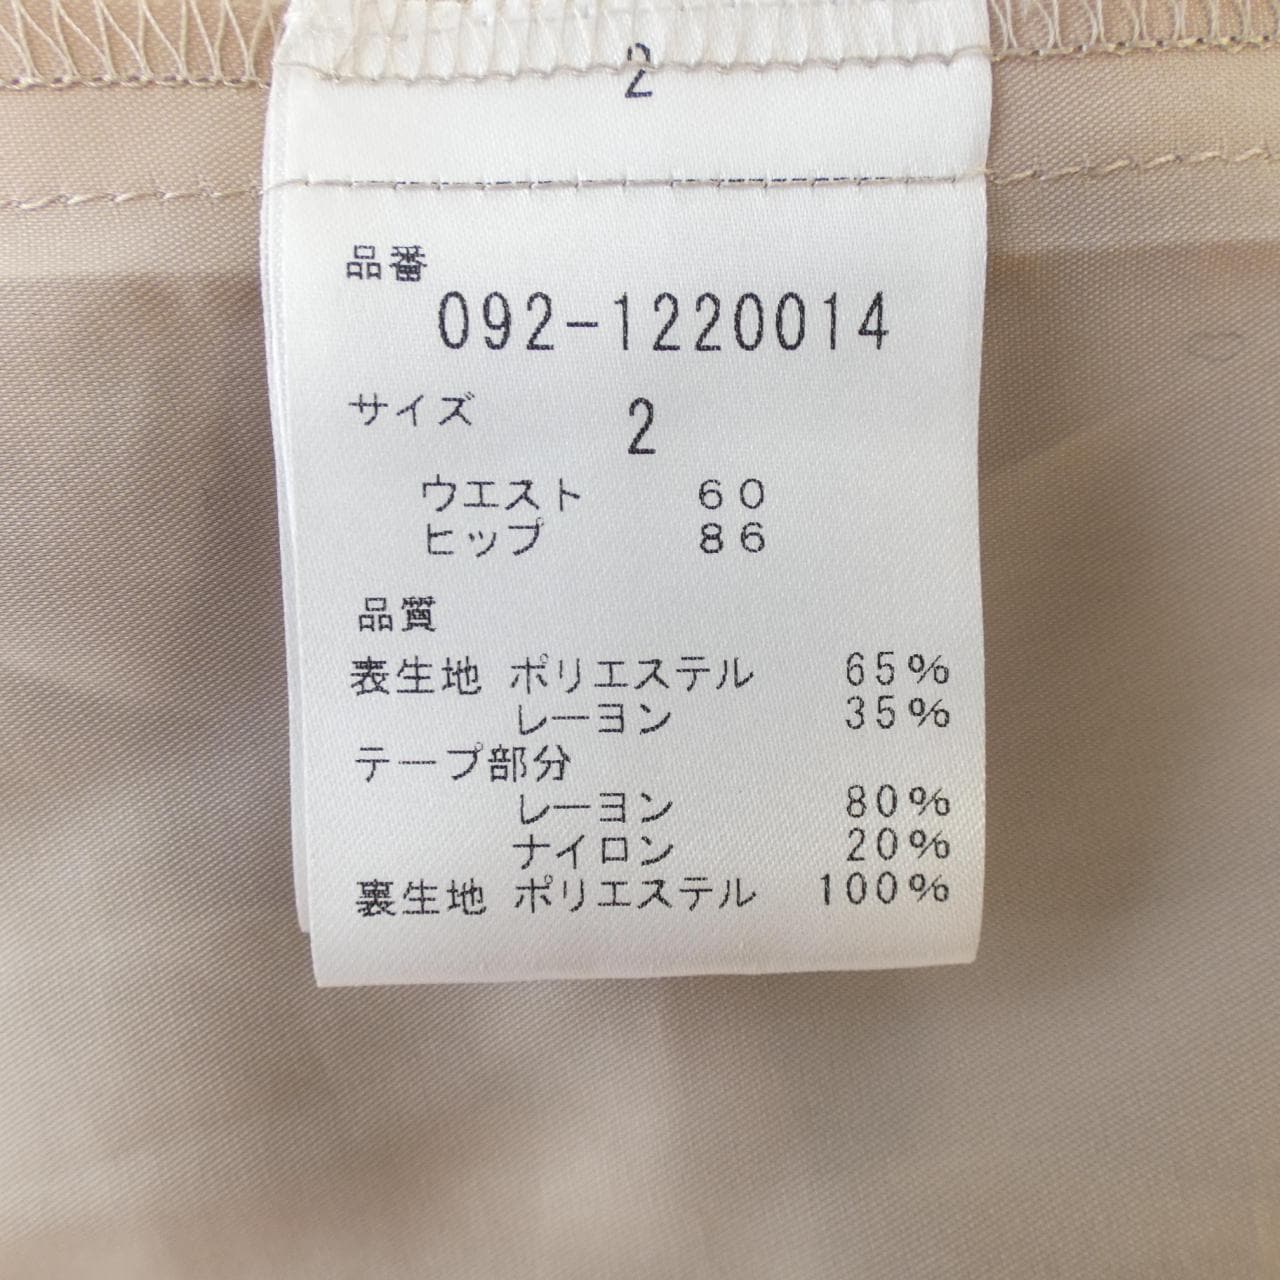 2
品番
092-1220014
サイズ 2
ウエスト 60
ヒップ 86
品質
表生地 ポリエステル 65%
レーヨン 35%
テープ部分
レーヨン 80%
ナイロン 20%
裏生地 ポリエステル 100%